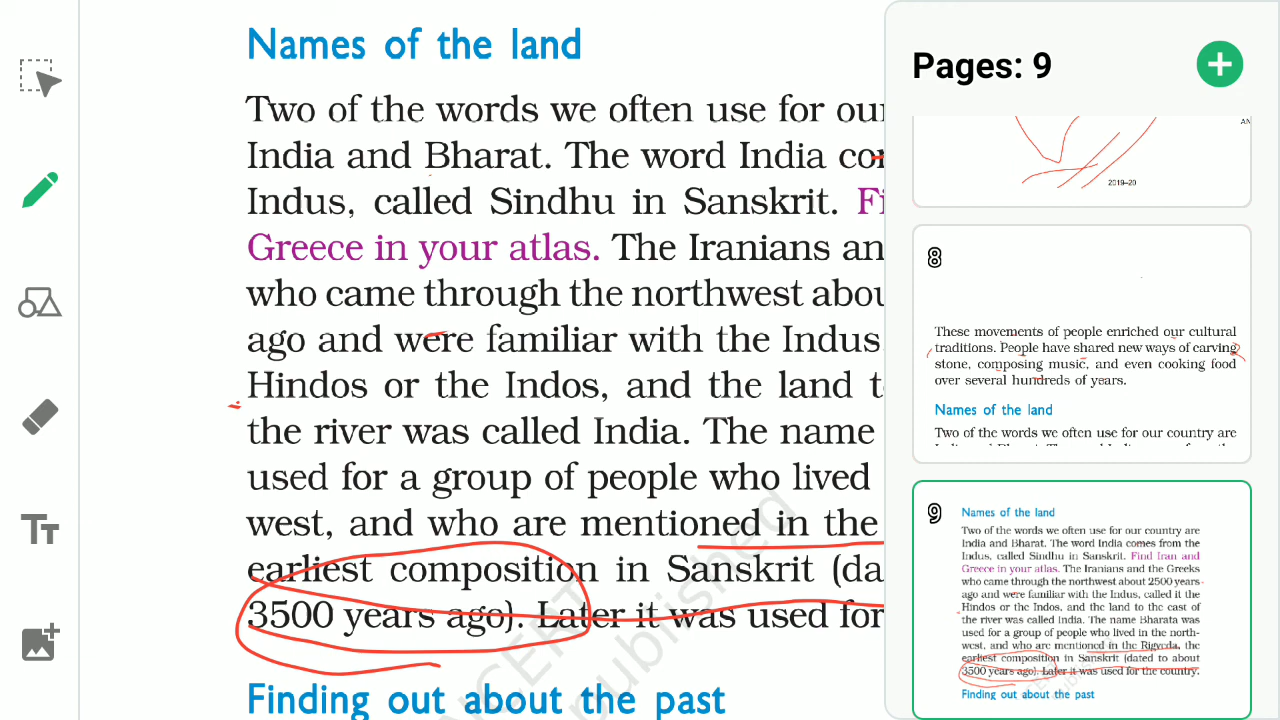 Names of the land
Two of the words we often use for our
India and Bharat. The word India co
Indus, called Sindhu in Sanskrit. Fi
Greece in your atlas. The Iranians an
who came through the northwest abou
ago and were familiar with the Indus
Hindos or the Indos, and the land t
the river was called India. The name
used for a group of people who lived
west, and who are mentioned in the
earliest composition in Sanskrit (da
3500 years ago). Later it was used for
Finding out about the past
NCERT
published
TT
Pages: 9
2019–20
8
These movements of people enriched our cultural
traditions. People have shared new ways of carving
stone, composing music, and even cooking food
over several hundreds of years.
Names of the land
Two of the words we often use for our country are
9
Names of the land
Two of the words we often use for our country are
India and Bharat. The word India comes from the
Indus, called Sindhu in Sanskrit. Find Iran and
Greece in your atlas. The Iranians and the Greeks
who came through the northwest about 2500 years
ago and were familiar with the Indus, called it the
Hindos or the Indos, and the land to the east of
the river was called India. The name Bharata was
used for a group of people who lived in the north-
west, and who are mentioned in the Rigveda, the
earliest composition in Sanskrit (dated to about
3500 years ago). Later it was used for the country.
Finding out about the past